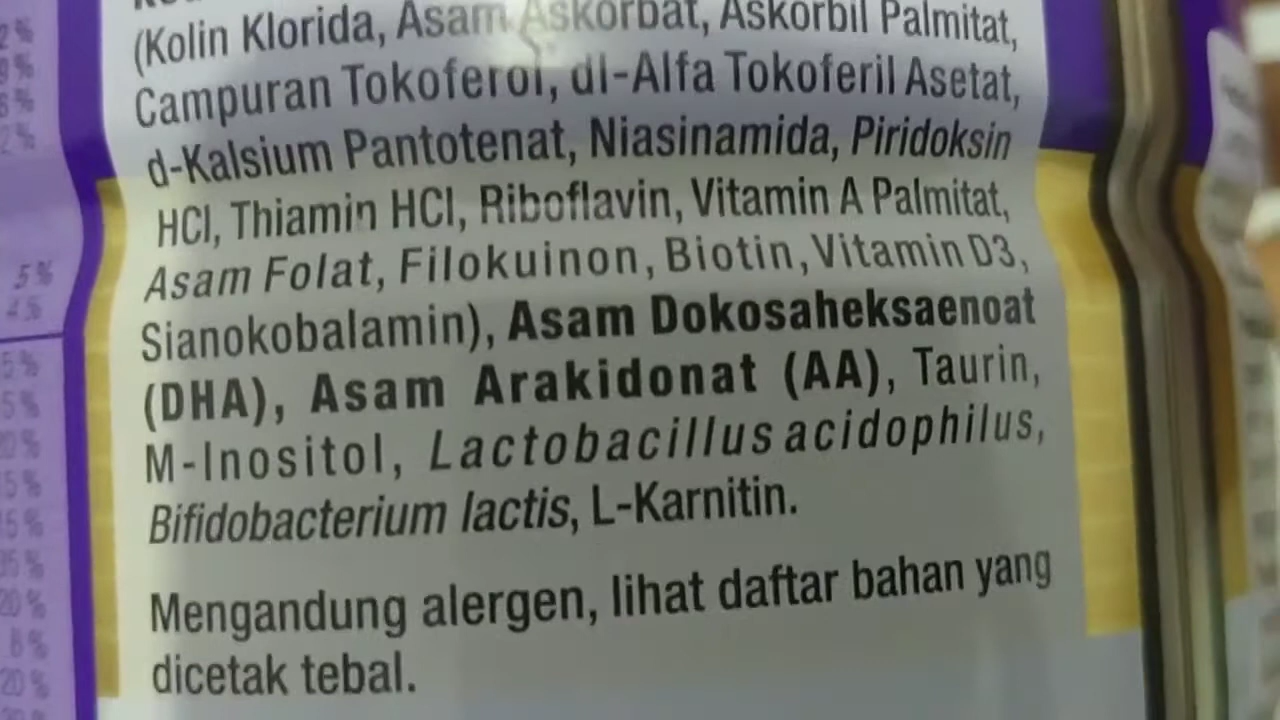 (Kolin Klorida, Asam Askorbat, Askorbil Palmitat,
Campuran Tokoferol, dl-Alfa Tokoferil Asetat,
d-Kalsium Pantotenat, Niasinamida, Piridoksin
HCl, Thiamin HCl, Riboflavin, Vitamin A Palmitat,
Asam Folat, Filokuinon, Biotin, Vitamin D3,
Sianokobalamin), Asam Dokosaheksaenoat
(DHA), Asam Arakidonat (AA), Taurin,
M-Inositol, Lactobacillus acidophilus,
Bifidobacterium lactis, L-Karnitin.
Mengandung alergen, lihat daftar bahan yang
dicetak tebal.